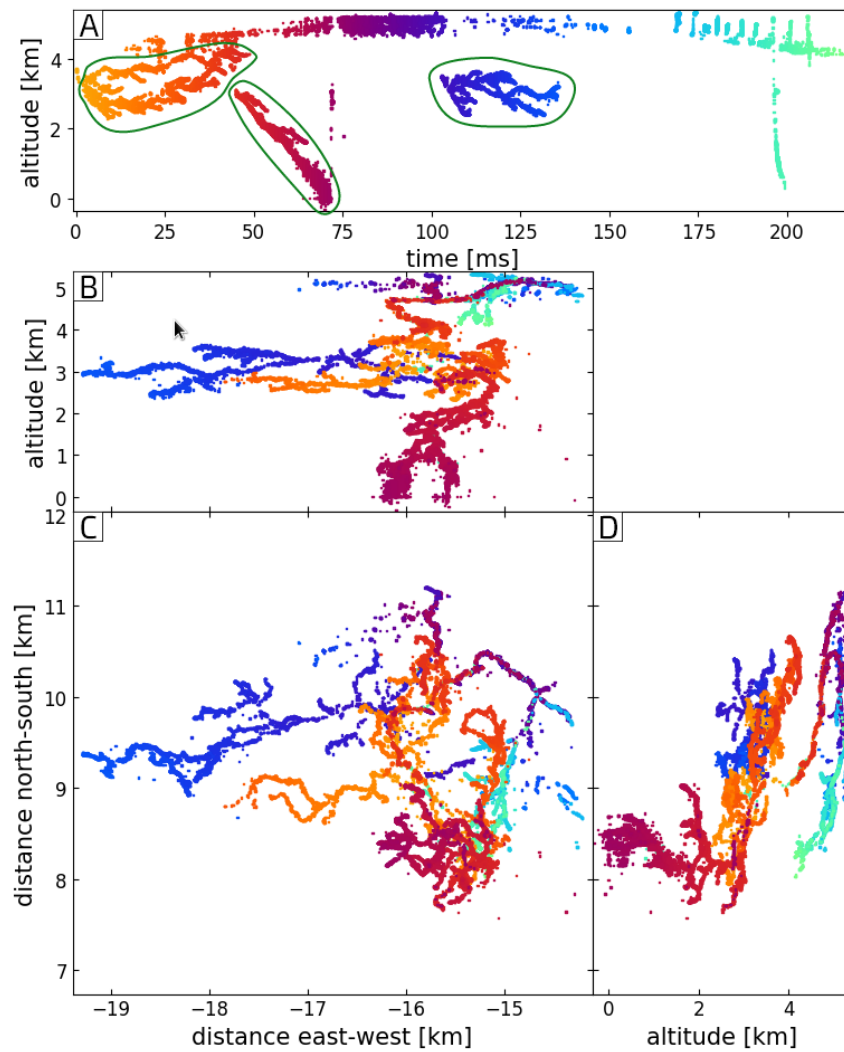 A
altitude [km]
4
2
0
0 25 50 75 100 125 150 175 200
time [ms]
B
altitude [km]
5
4
3
2
1
0
C
D
distance north-south [km]
12
11
10
9
8
7
−19 −18 −17 −16 −15
0 2 4
distance east-west [km]
altitude [km]